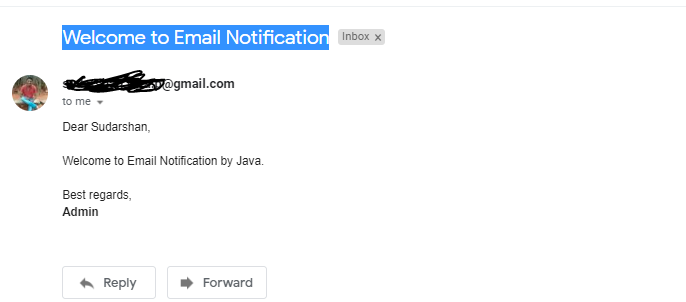 Welcome to Email Notification Inbox x
@gmail.com
to me
Dear Sudarshan,
Welcome to Email Notification by Java.
Best regards,
Admin
Reply Forward